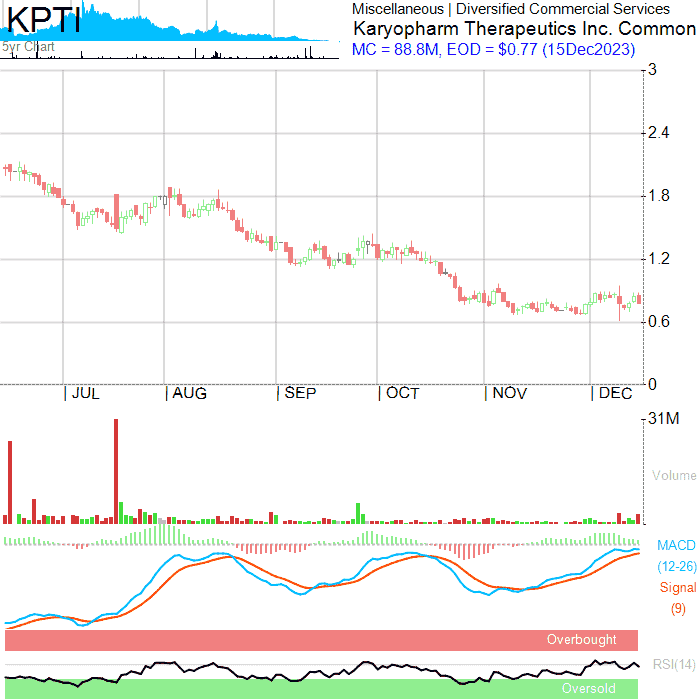 KPTI
5yr Chart
Miscellaneous | Diversified Commercial Services
Karyopharm Therapeutics Inc. Common
MC = 88.8M, EOD = $0.77 (15Dec2023)
3
2.4
1.8
1.2
0.6
0
| JUL | AUG | SEP | OCT | NOV | DEC
31M
Volume
MACD
(12-26)
Signal
(9)
Overbought
RSI(14)
Oversold